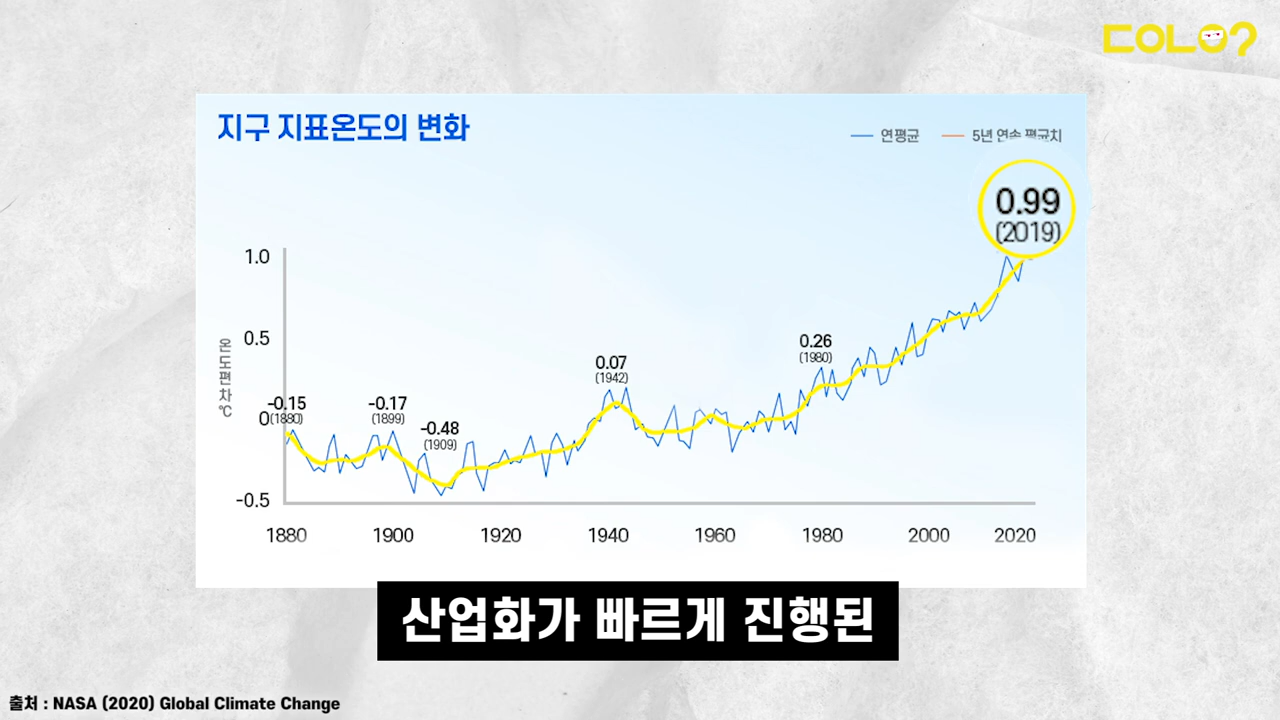 ㄷㅇㄴㅇ?
지구 지표온도의 변화
연평균
5년 연속 평균치
0.99
(2019)
1.0
0.5
0
-0.5
온도편차℃
-0.15
(1880)
-0.17
(1899)
-0.48
(1909)
0.07
(1942)
0.26
(1980)
1880 1900 1920 1940 1960 1980 2000 2020
산업화가 빠르게 진행된
출처 : NASA (2020) Global Climate Change